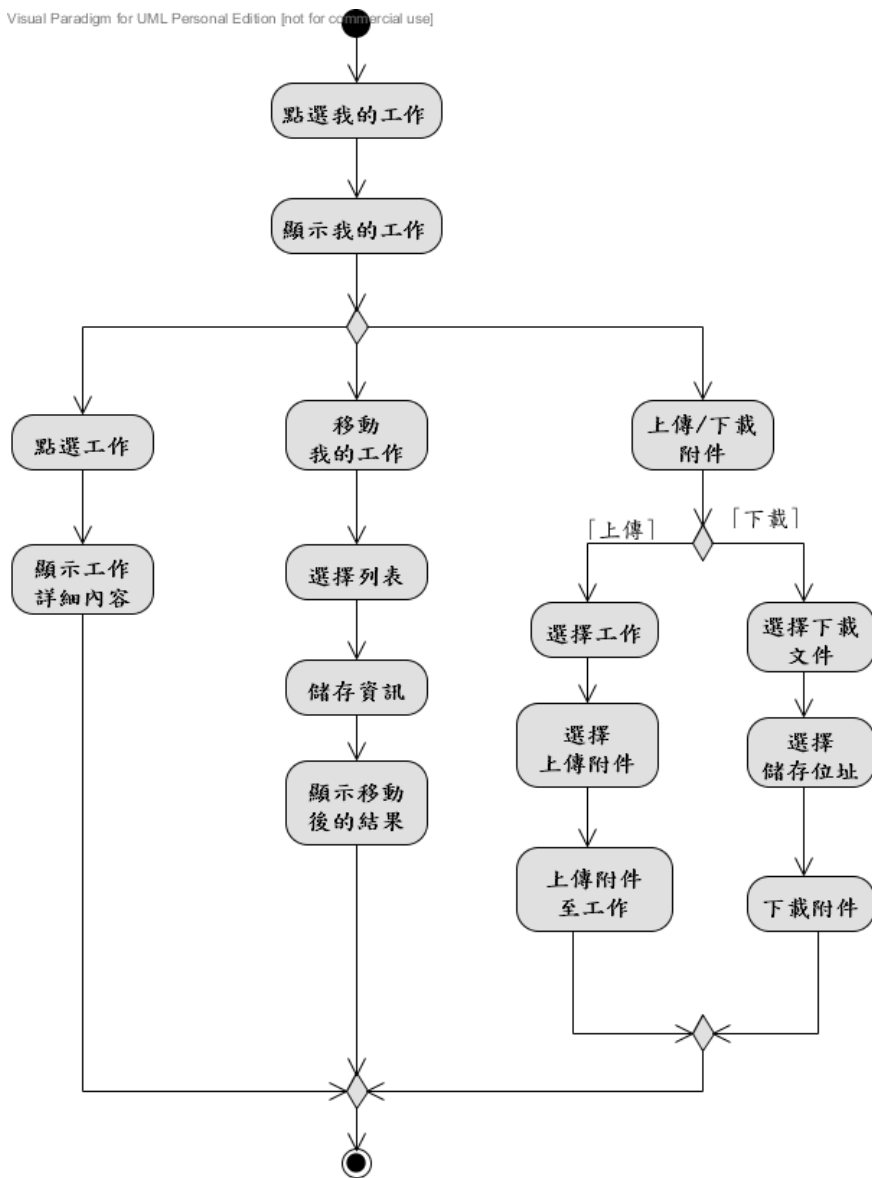 Visual Paradigm for UML Personal Edition [not for commercial use]
點選我的工作
顯示我的工作
點選工作
顯示工作
詳細內容
移動
我的工作
選擇列表
儲存資訊
顯示移動
後的結果
上傳/下載
附件
「上傳」
「下載」
選擇工作
選擇
上傳附件
上傳附件
至工作
選擇下載
文件
選擇
儲存位址
下載附件